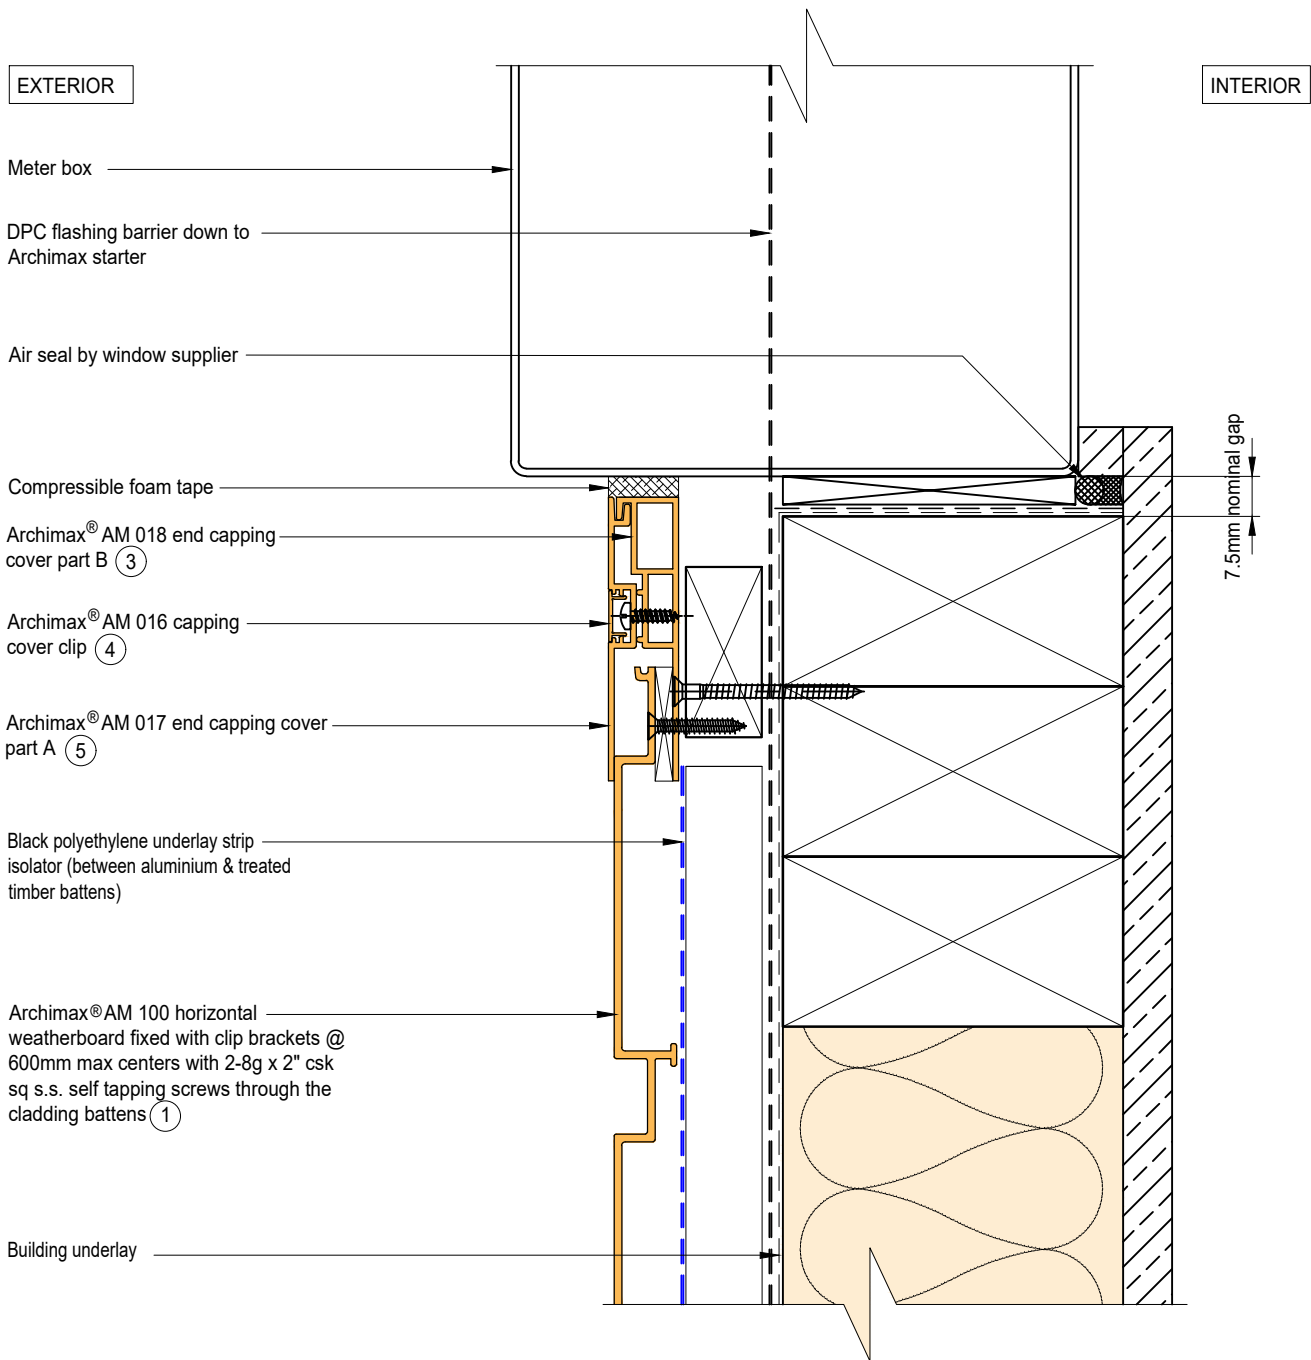 EXTERIOR
INTERIOR
Meter box
DPC flashing barrier down to
Archimax starter
Air seal by window supplier
7.5mm nominal gap
Compressible foam tape
Archimax® AM 018 end capping
cover part B 3
Archimax® AM 016 capping
cover clip 4
Archimax® AM 017 end capping cover
part A 5
Black polyethylene underlay strip
isolator (between aluminium & treated
timber battens)
Archimax® AM 100 horizontal
weatherboard fixed with clip brackets @
600mm max centers with 2-8g x 2" csk
sq s.s. self tapping screws through the
cladding battens 1
Building underlay